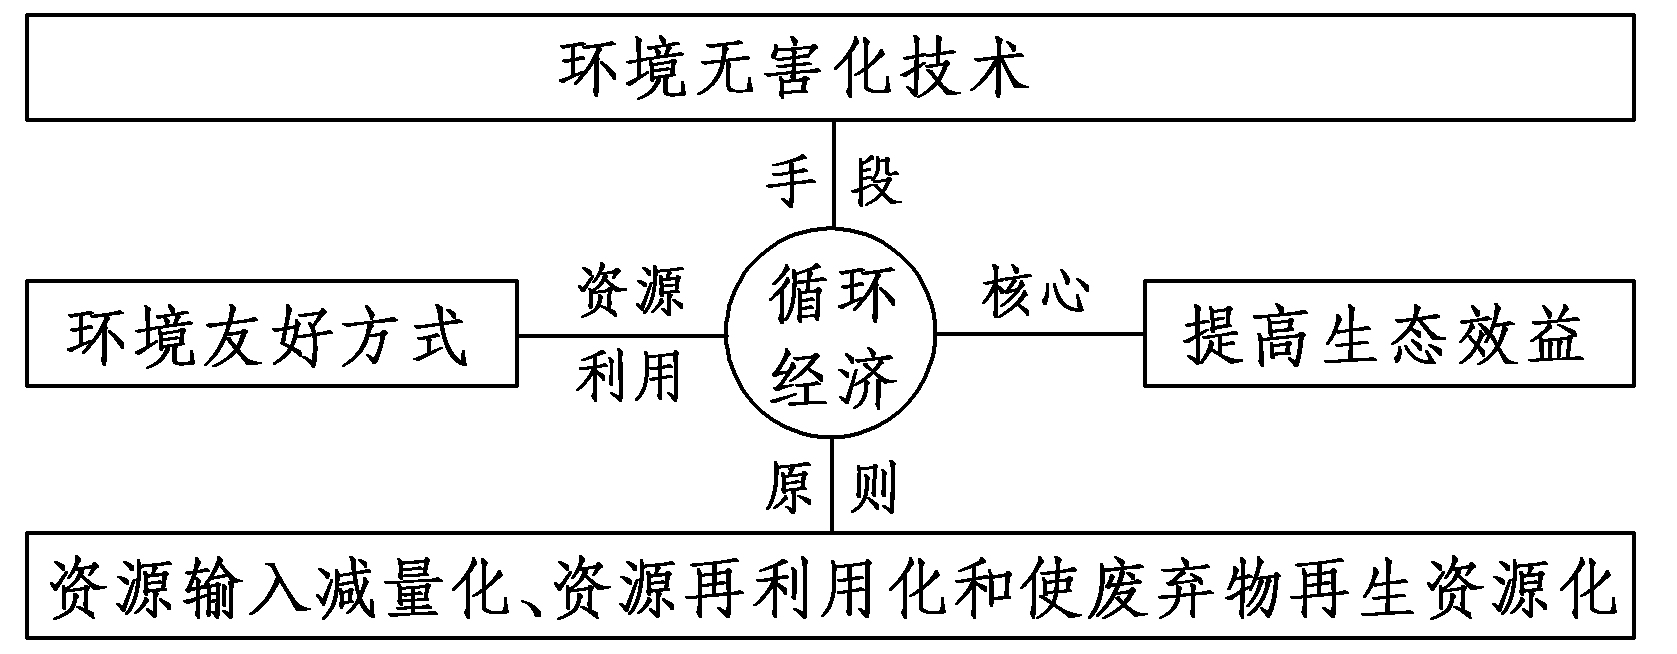 环境无害化技术
手段
资源
利用
环境友好方式
循环
经济
核心
提高生态效益
原则
资源输入减量化、资源再利用化和使废弃物再生资源化